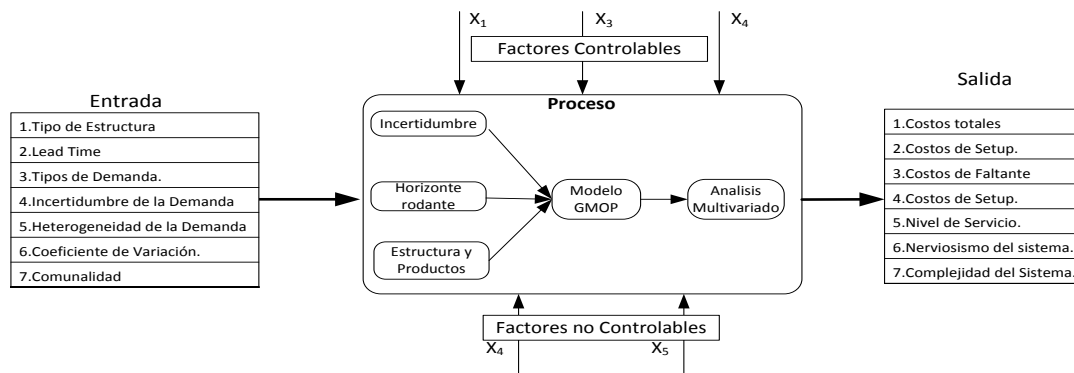 X1
X3
X4
Factores Controlables
Entrada
1.Tipo de Estructura
2.Lead Time
3.Tipos de Demanda.
4.Incertidumbre de la Demanda
5.Heterogeneidad de la Demanda
6.Coeficiente de Variación.
7.Comunalidad
Proceso
Incertidumbre
Horizonte
rodante
Estructura y
Productos
Modelo
GMOP
Analisis
Multivariado
Salida
1.Costos totales
2.Costos de Setup.
3.Costos de Faltante
4.Costos de Setup.
5.Nivel de Servicio.
6.Nerviosismo del sistema.
7.Complejidad del Sistema.
Factores no Controlables
X4
X5